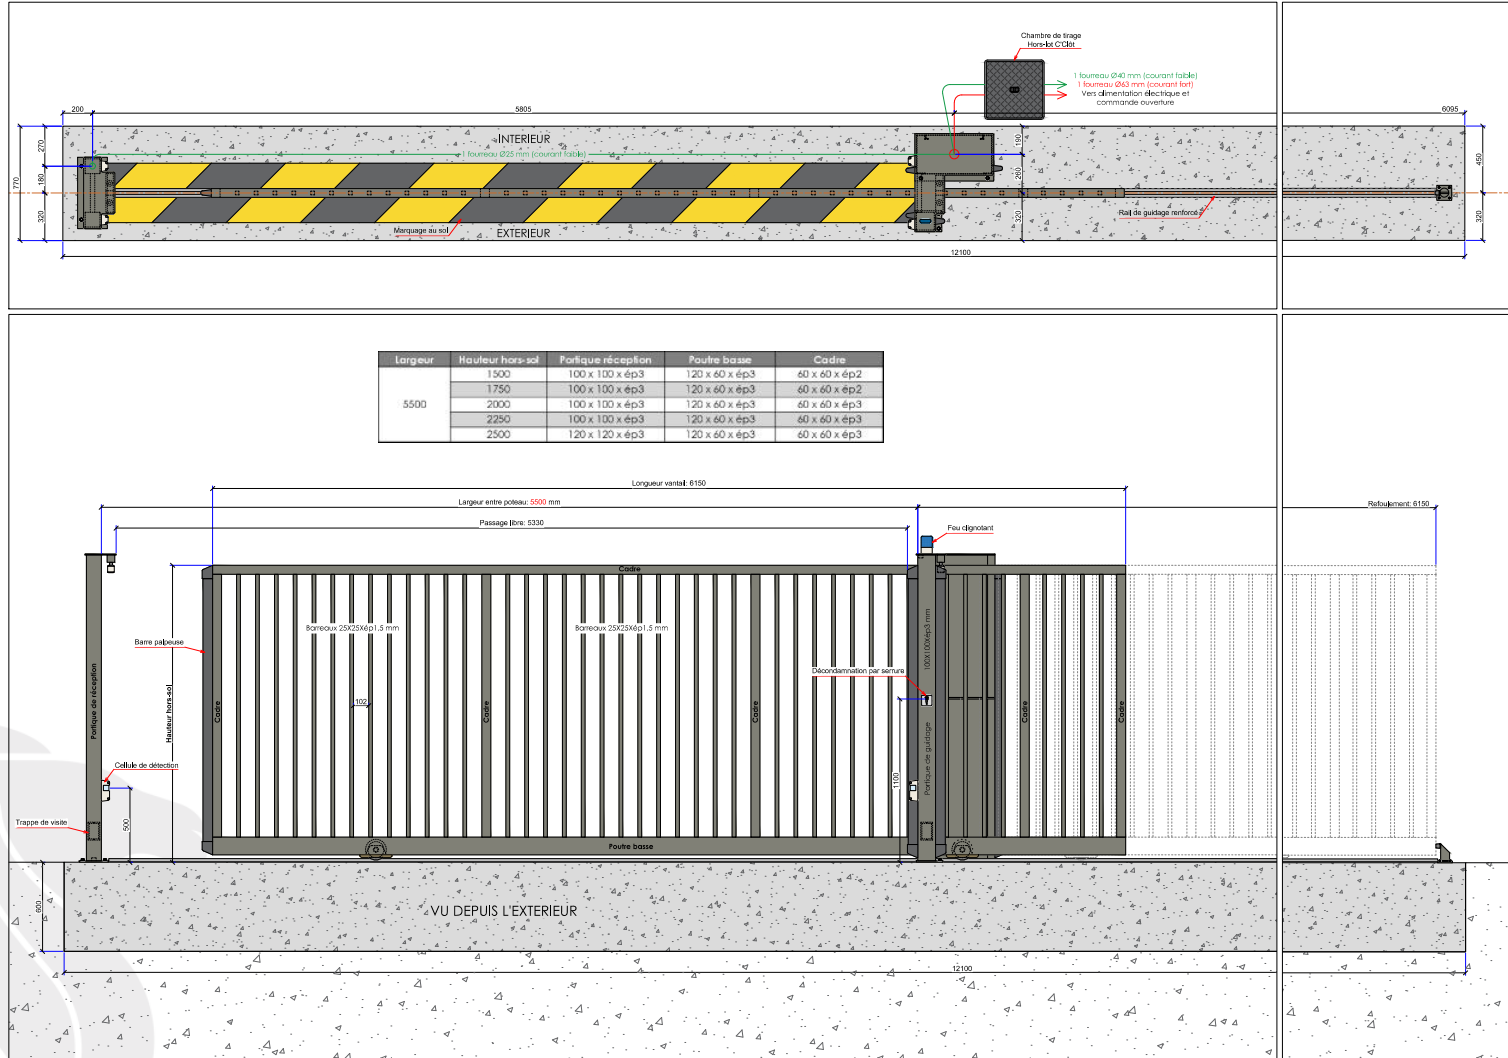 Chambre de tirage
Hors-lot C'Clôt
1 fourreau Ø40 mm (courant faible)
1 fourreau Ø63 mm (courant fort)
Vers alimentation électrique et
commande ouverture
200
5805
6095
770
270
180
320
INTERIEUR
1 fourreau Ø25 mm (courant faible)
190
260
320
450
320
Rail de guidage renforcé
Marquage au sol
EXTERIEUR
12100
Largeur Hauteur hors-sol Portique réception Poutre basse Cadre
5500
1500 100 x 100 x ép3 120 x 60 x ép3 60 x 60 x ép2
1750 100 x 100 x ép3 120 x 60 x ép3 60 x 60 x ép2
2000 100 x 100 x ép3 120 x 60 x ép3 60 x 60 x ép3
2250 100 x 100 x ép3 120 x 60 x ép3 60 x 60 x ép3
2500 120 x 120 x ép3 120 x 60 x ép3 60 x 60 x ép3
Longueur vantail: 6150
Largeur entre poteau: 5500 mm
Refoulement: 6150
Passage libre: 5330
Feu clignotant
Cadre
Barreaux 25X25Xép1,5 mm
Barreaux 25X25Xép1,5 mm
Barre palpeuse
100X100Xép3 mm
Décondamnation par serrure
Portique de réception
Hauteur hors-sol
102
Cadre
Cadre
Cadre
Cadre
Cadre
Portique de guidage
Cellule de détection
1100
500
Trappe de visite
Poutre basse
600
VU DEPUIS L'EXTERIEUR
12100